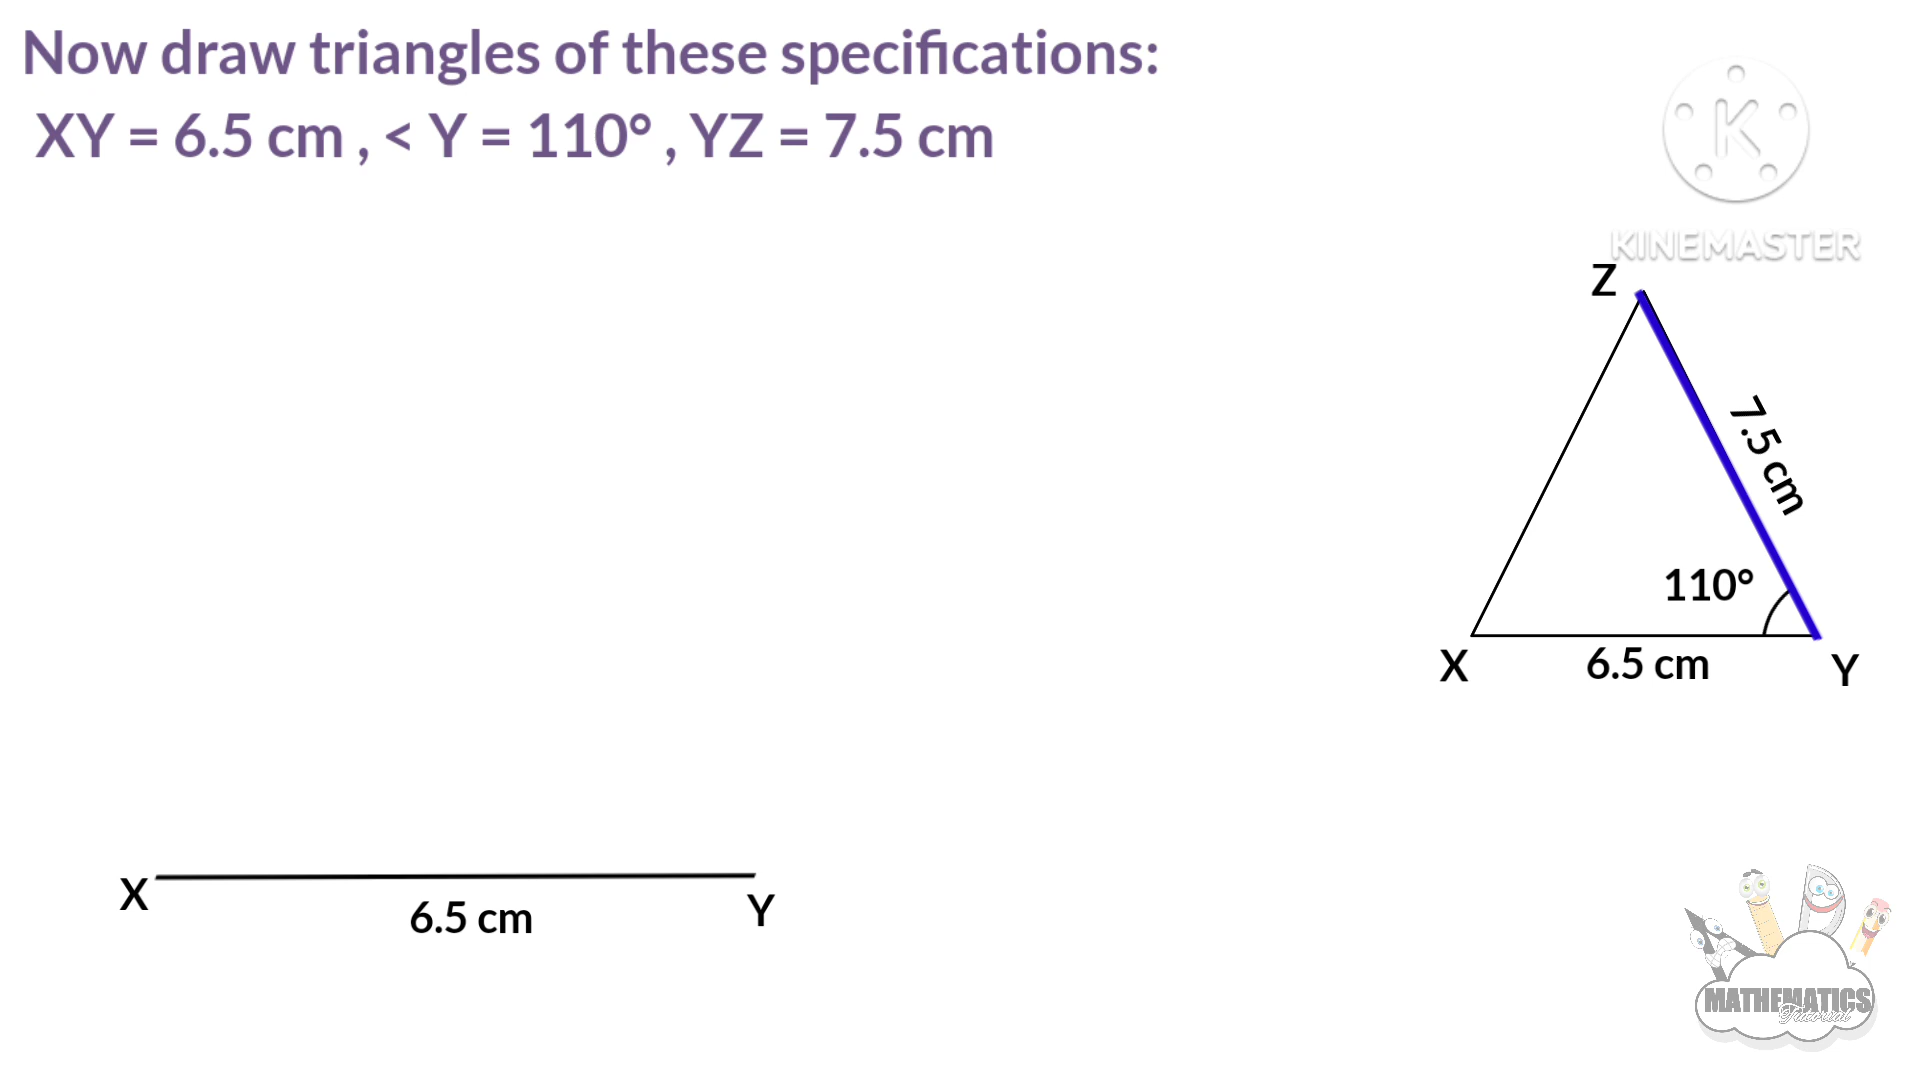 Now draw triangles of these specifications:
XY = 6.5 cm , < Y = 110° , YZ = 7.5 cm
KINEMASTER
Z
7.5 cm
110°
X
6.5 cm
Y
X
6.5 cm
Y
MATHEMATICS
Tutorial